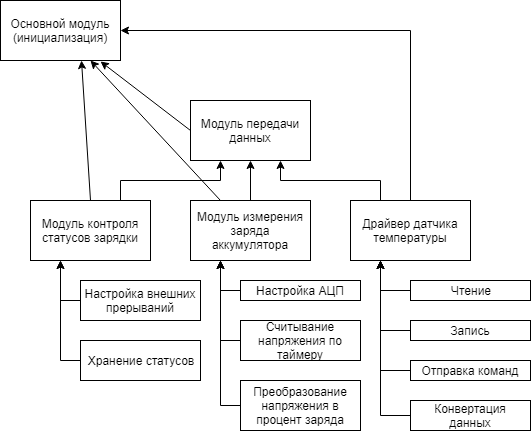 Основной модуль
(инициализация)
Модуль передачи
данных
Модуль контроля
статусов зарядки
Модуль измерения
заряда
аккумулятора
Драйвер датчика
температуры
Настройка внешних
прерываний
Хранение статусов
Настройка АЦП
Считывание
напряжения по
таймеру
Преобразование
напряжения в
процент заряда
Чтение
Запись
Отправка команд
Конвертация
данных